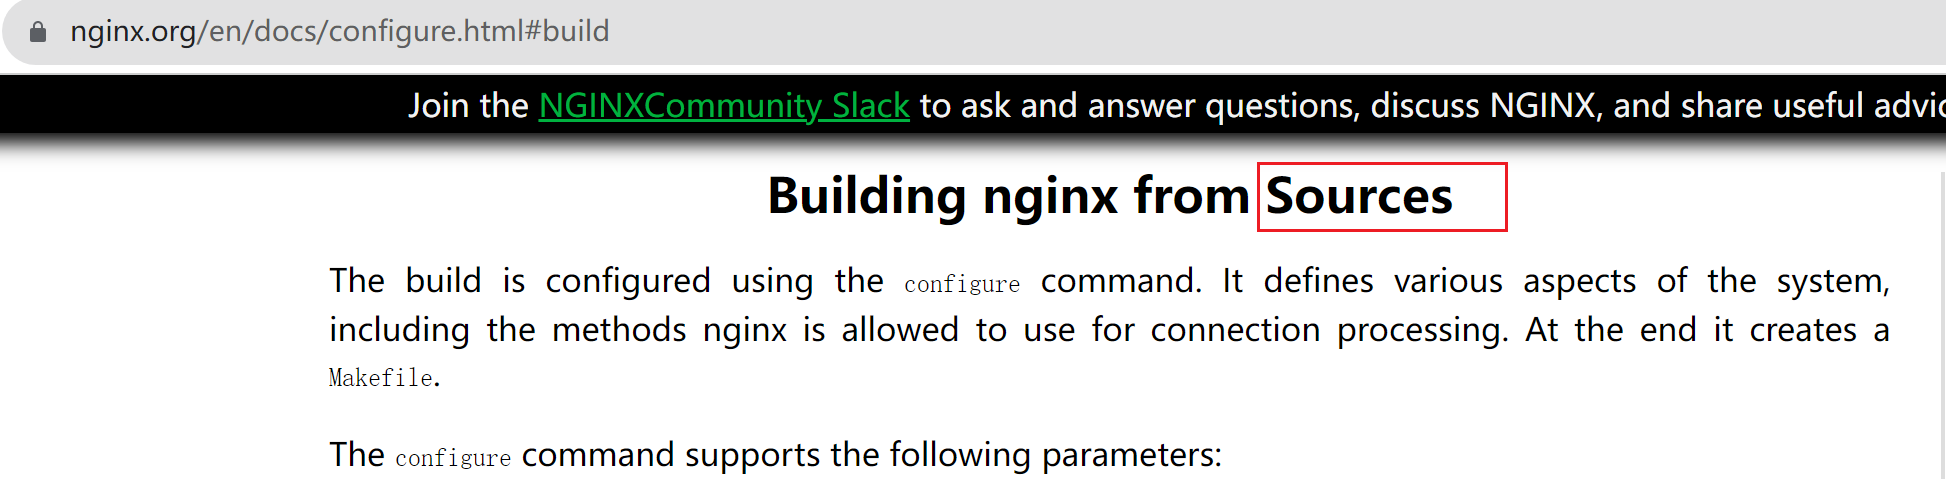 nginx.org/en/docs/configure.html#build
Join the NGINXCommunity Slack to ask and answer questions, discuss NGINX, and share useful advic
Building nginx from Sources
The build is configured using the configure command. It defines various aspects of the system,
including the methods nginx is allowed to use for connection processing. At the end it creates a
Makefile.
The configure command supports the following parameters: